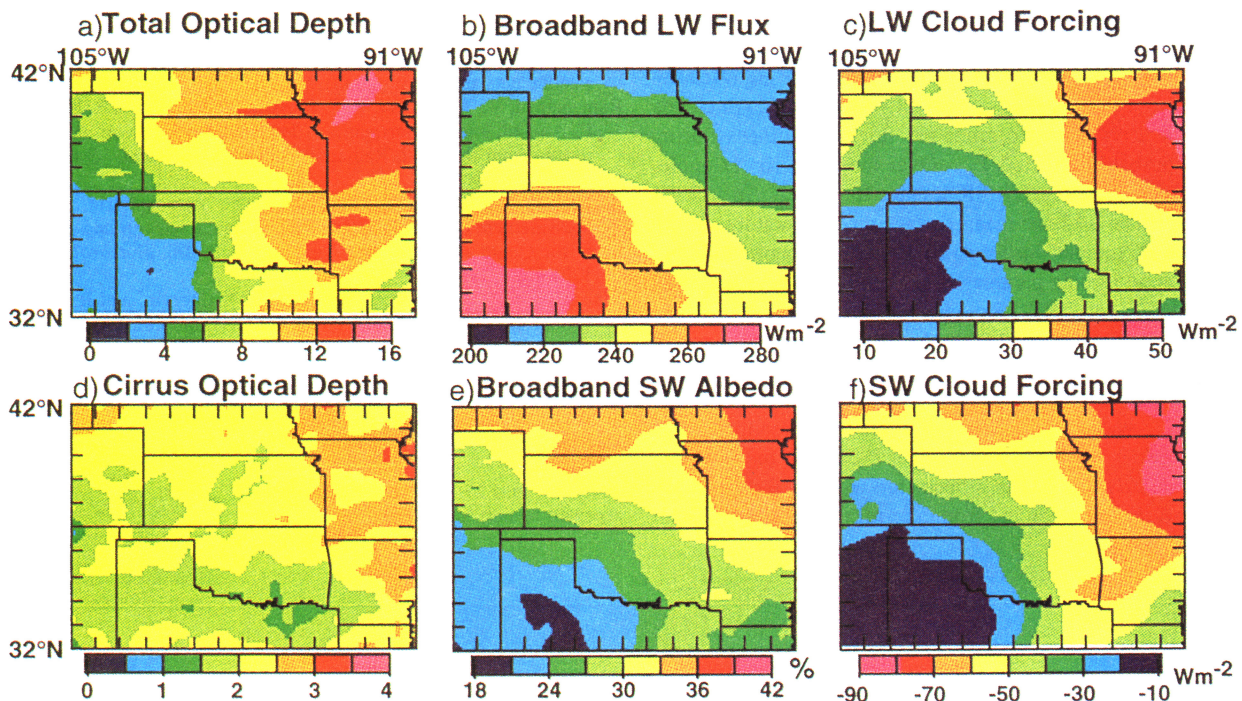 a) Total Optical Depth
b) Broadband LW Flux
c) LW Cloud Forcing
105°W 91°W
105°W 91°W
105°W 91°W
42°N
32°N
0 4 8 12 16
200 220 240 260 280 Wm-2
10 20 30 40 50 Wm-2
d) Cirrus Optical Depth
e) Broadband SW Albedo
f) SW Cloud Forcing
42°N
32°N
0 1 2 3 4
18 24 30 36 42 %
-90 -70 -50 -30 -10 Wm-2